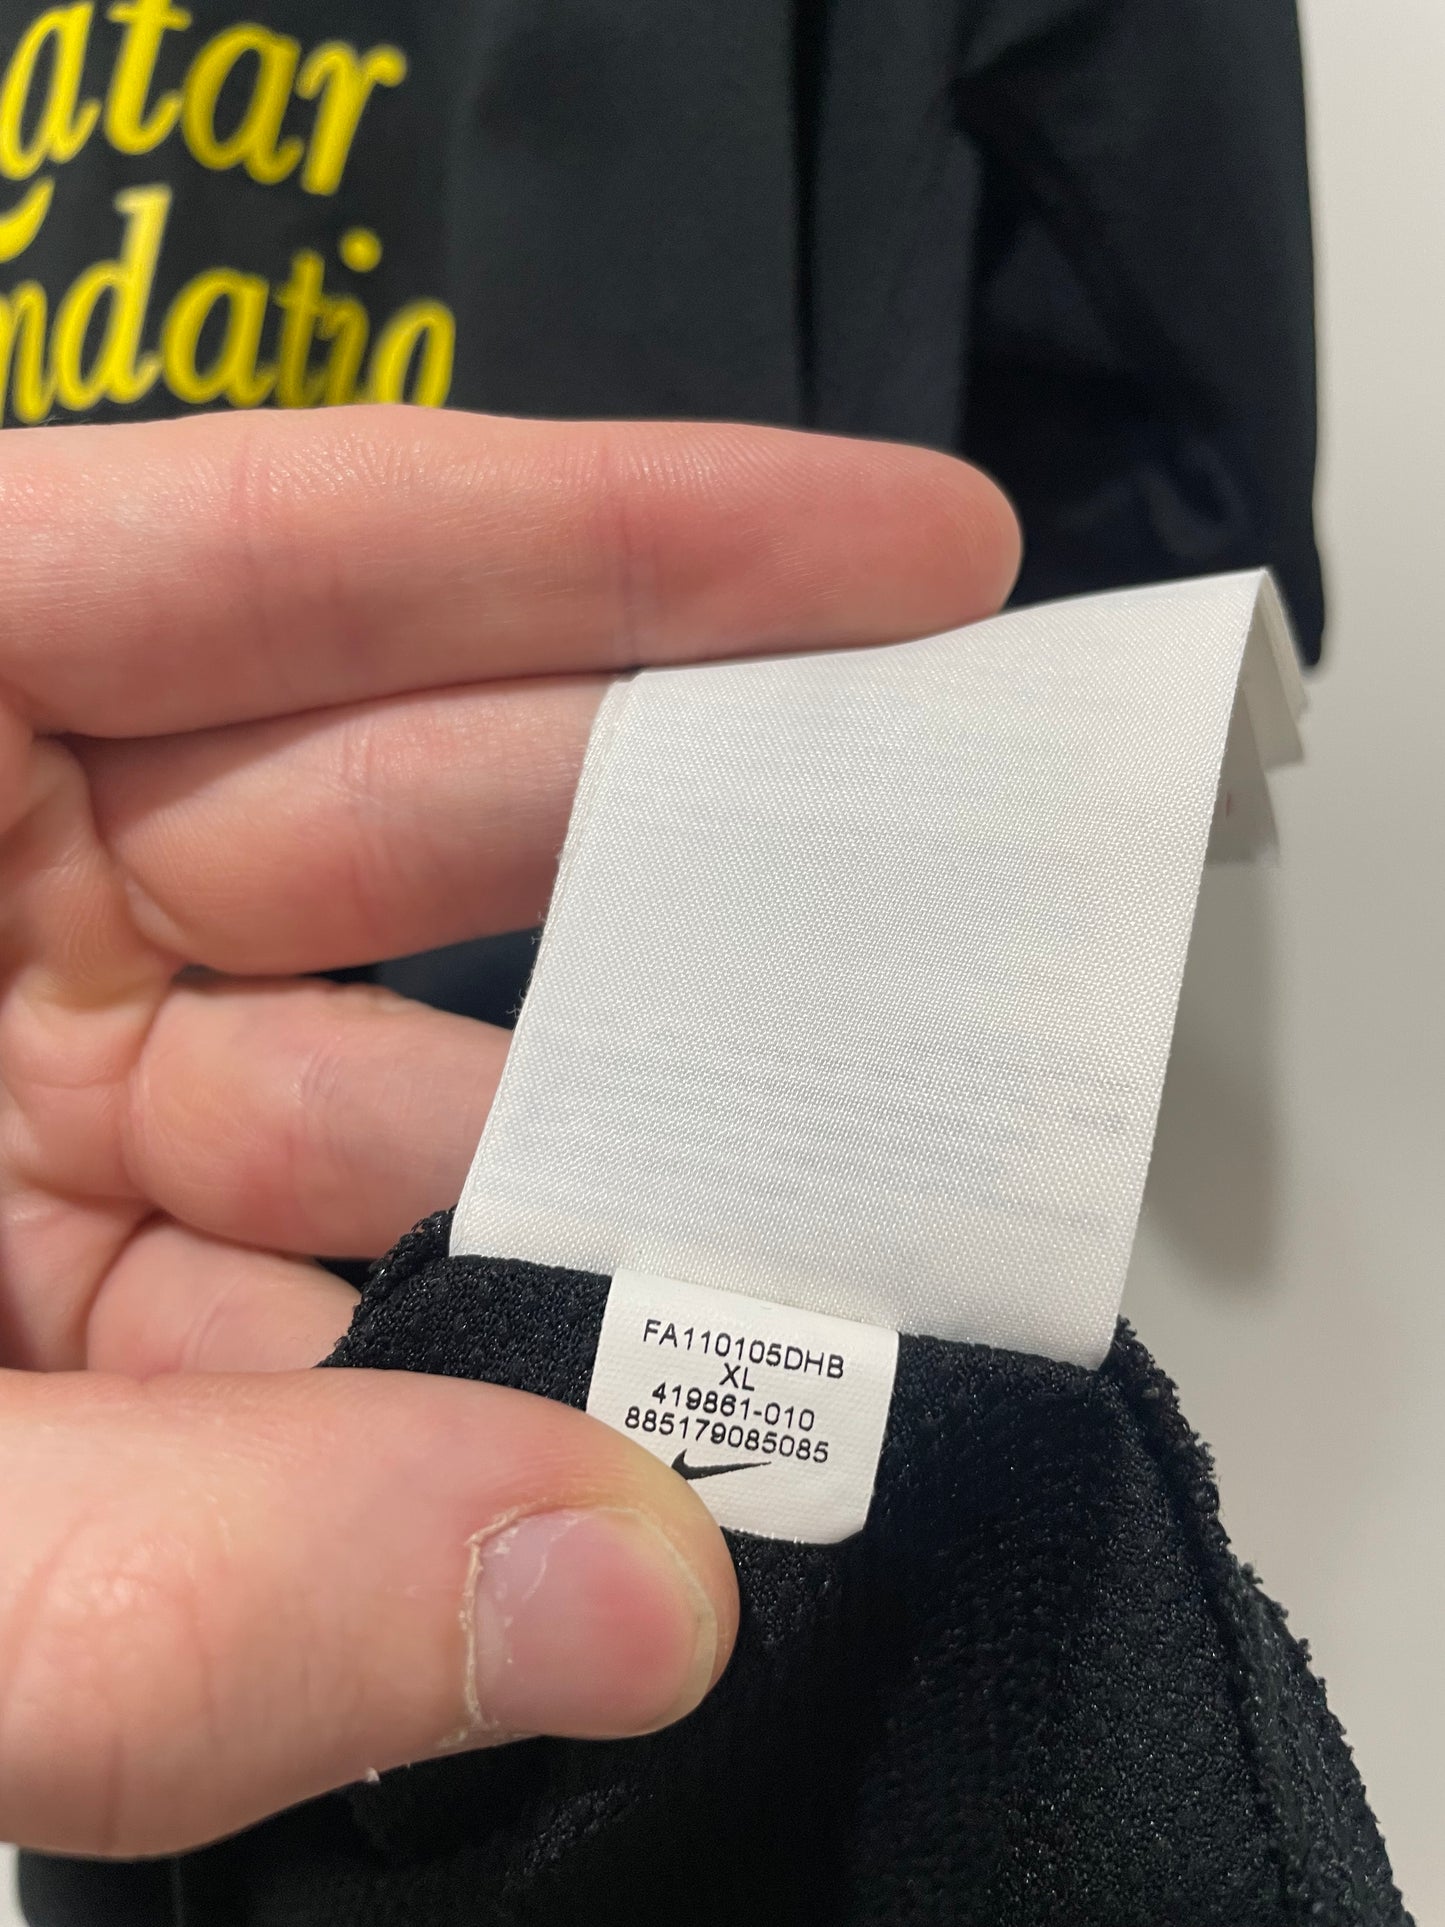 atar
ndatio
FA110105DHB
XL
419861-010
885179085085